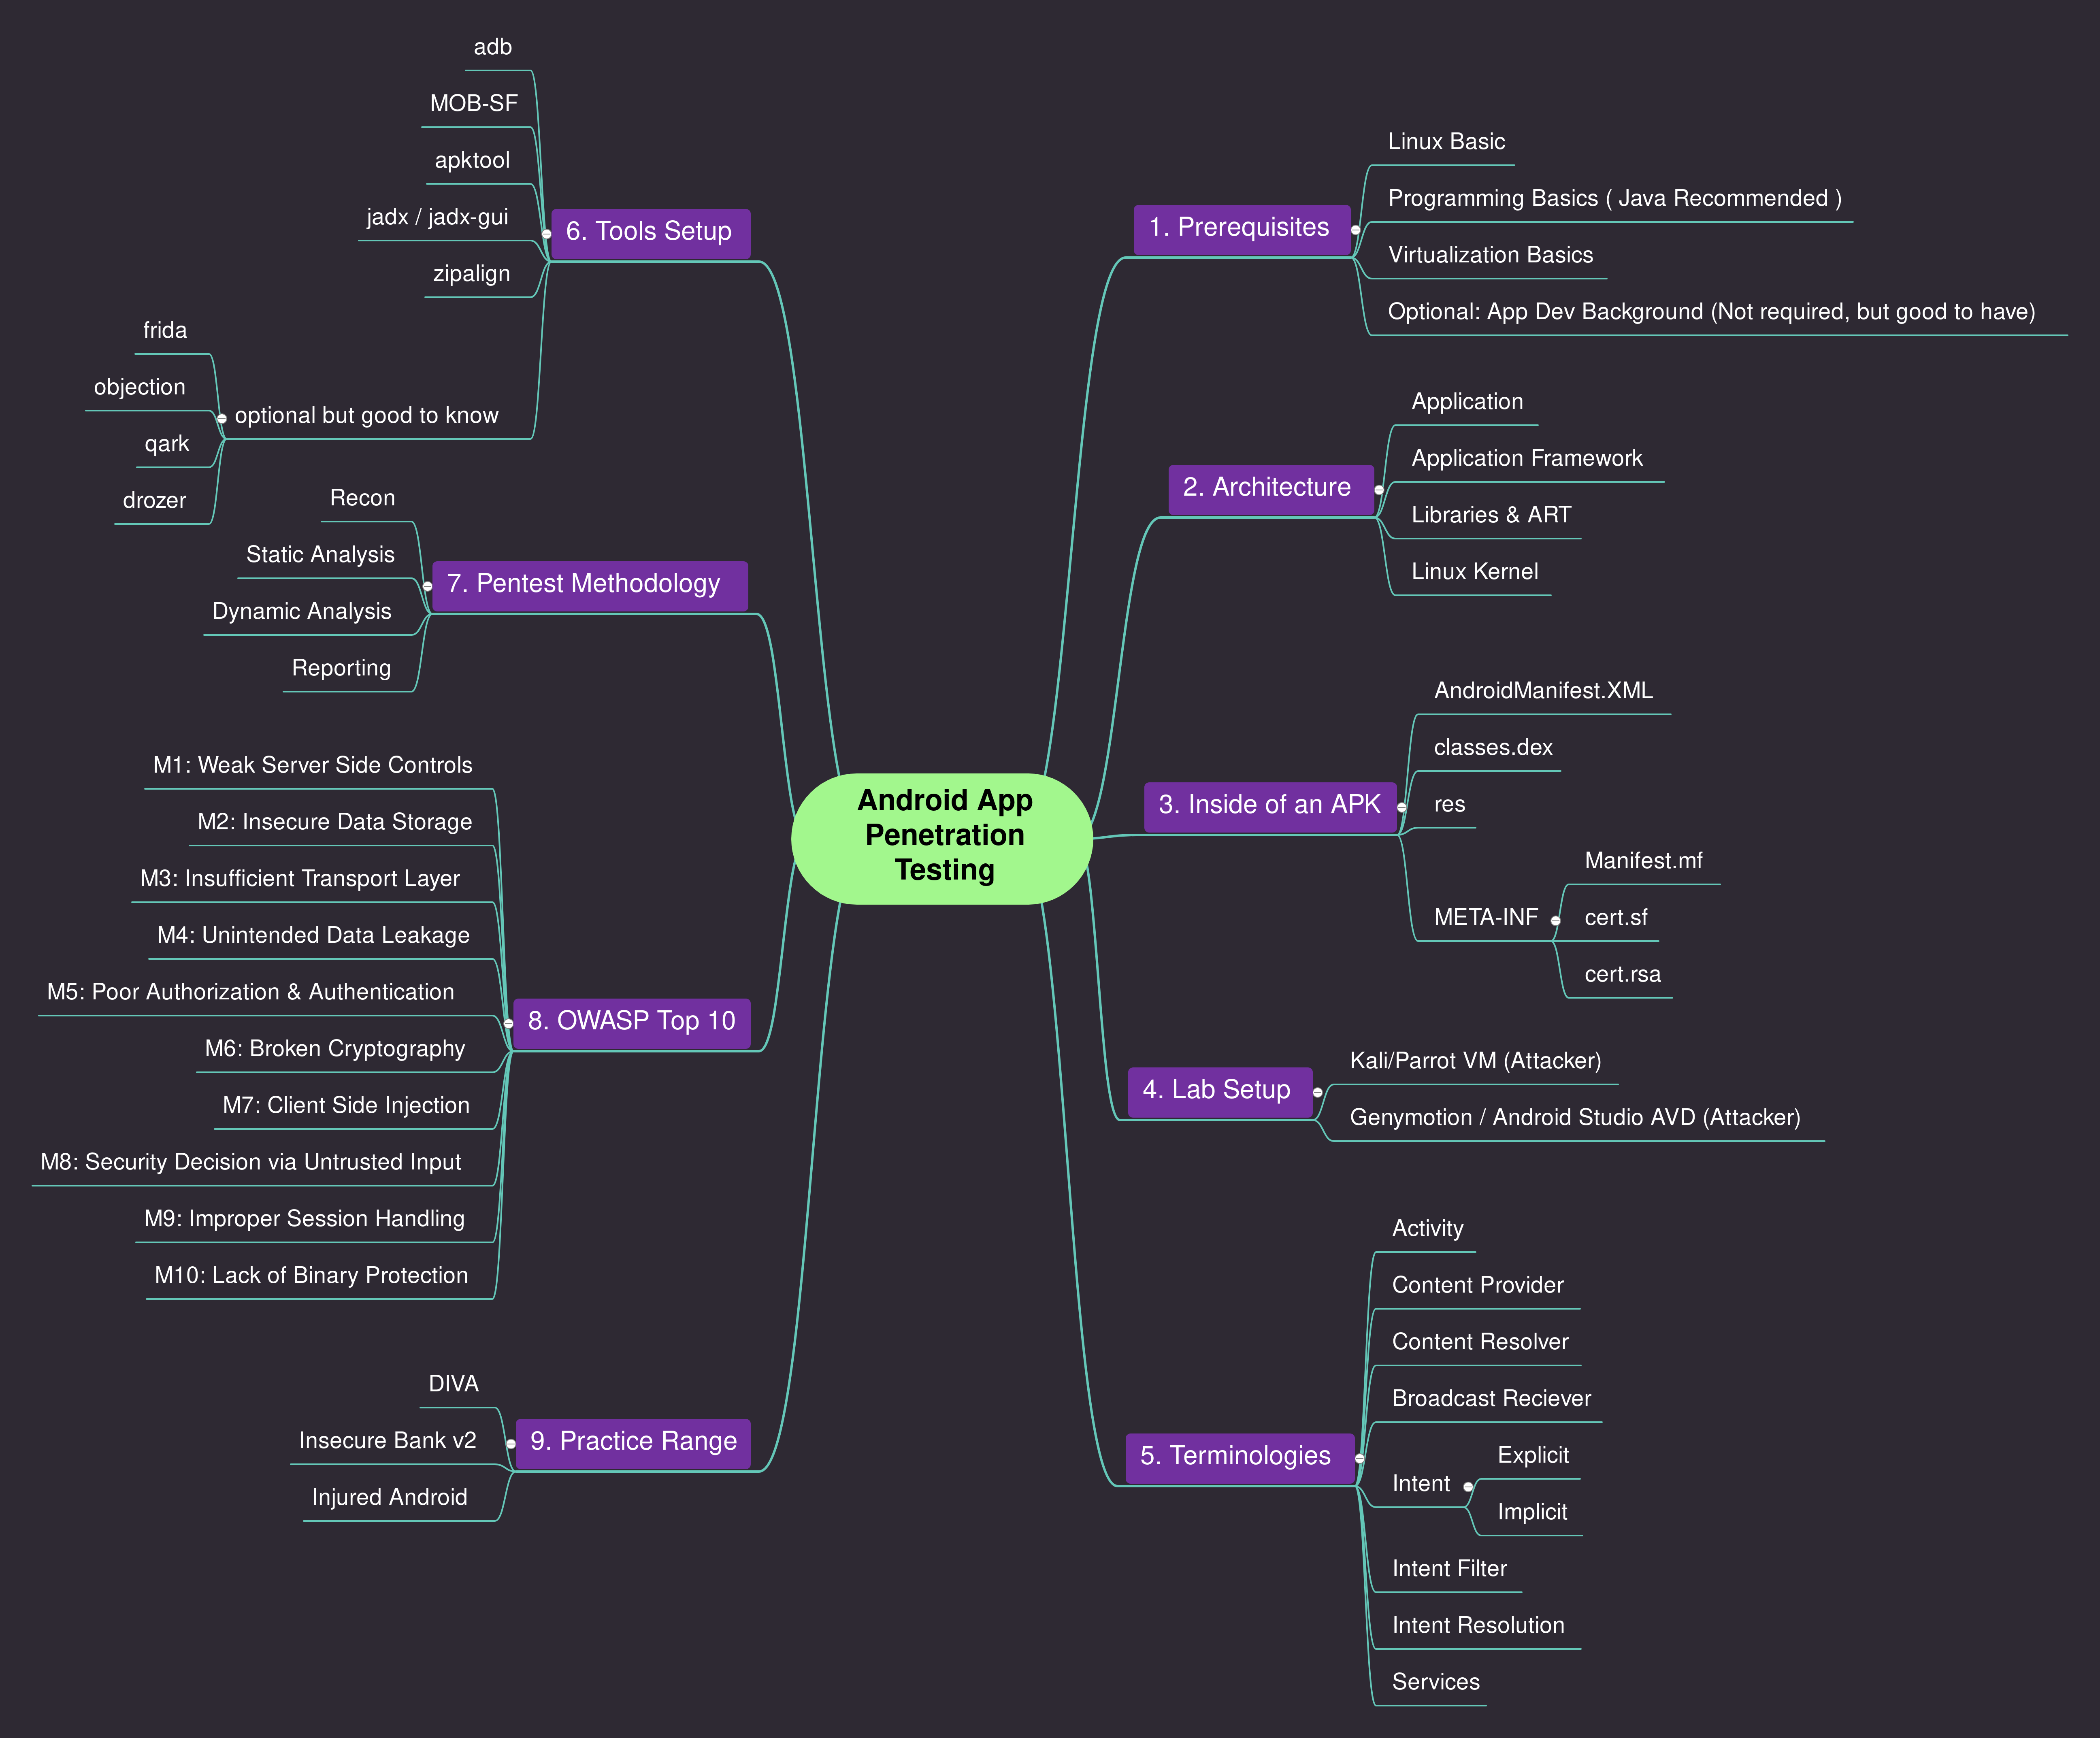 Android App
Penetration
Testing
1. Prerequisites
Linux Basic
Programming Basics ( Java Recommended )
Virtualization Basics
Optional: App Dev Background (Not required, but good to have)
2. Architecture
Application
Application Framework
Libraries & ART
Linux Kernel
3. Inside of an APK
AndroidManifest.XML
classes.dex
res
META-INF
Manifest.mf
cert.sf
cert.rsa
4. Lab Setup
Kali/Parrot VM (Attacker)
Genymotion / Android Studio AVD (Attacker)
5. Terminologies
Activity
Content Provider
Content Resolver
Broadcast Reciever
Intent
Explicit
Implicit
Intent Filter
Intent Resolution
Services
6. Tools Setup
adb
MOB-SF
apktool
jadx / jadx-gui
zipalign
optional but good to know
frida
objection
qark
drozer
7. Pentest Methodology
Recon
Static Analysis
Dynamic Analysis
Reporting
8. OWASP Top 10
M1: Weak Server Side Controls
M2: Insecure Data Storage
M3: Insufficient Transport Layer
M4: Unintended Data Leakage
M5: Poor Authorization & Authentication
M6: Broken Cryptography
M7: Client Side Injection
M8: Security Decision via Untrusted Input
M9: Improper Session Handling
M10: Lack of Binary Protection
9. Practice Range
DIVA
Insecure Bank v2
Injured Android